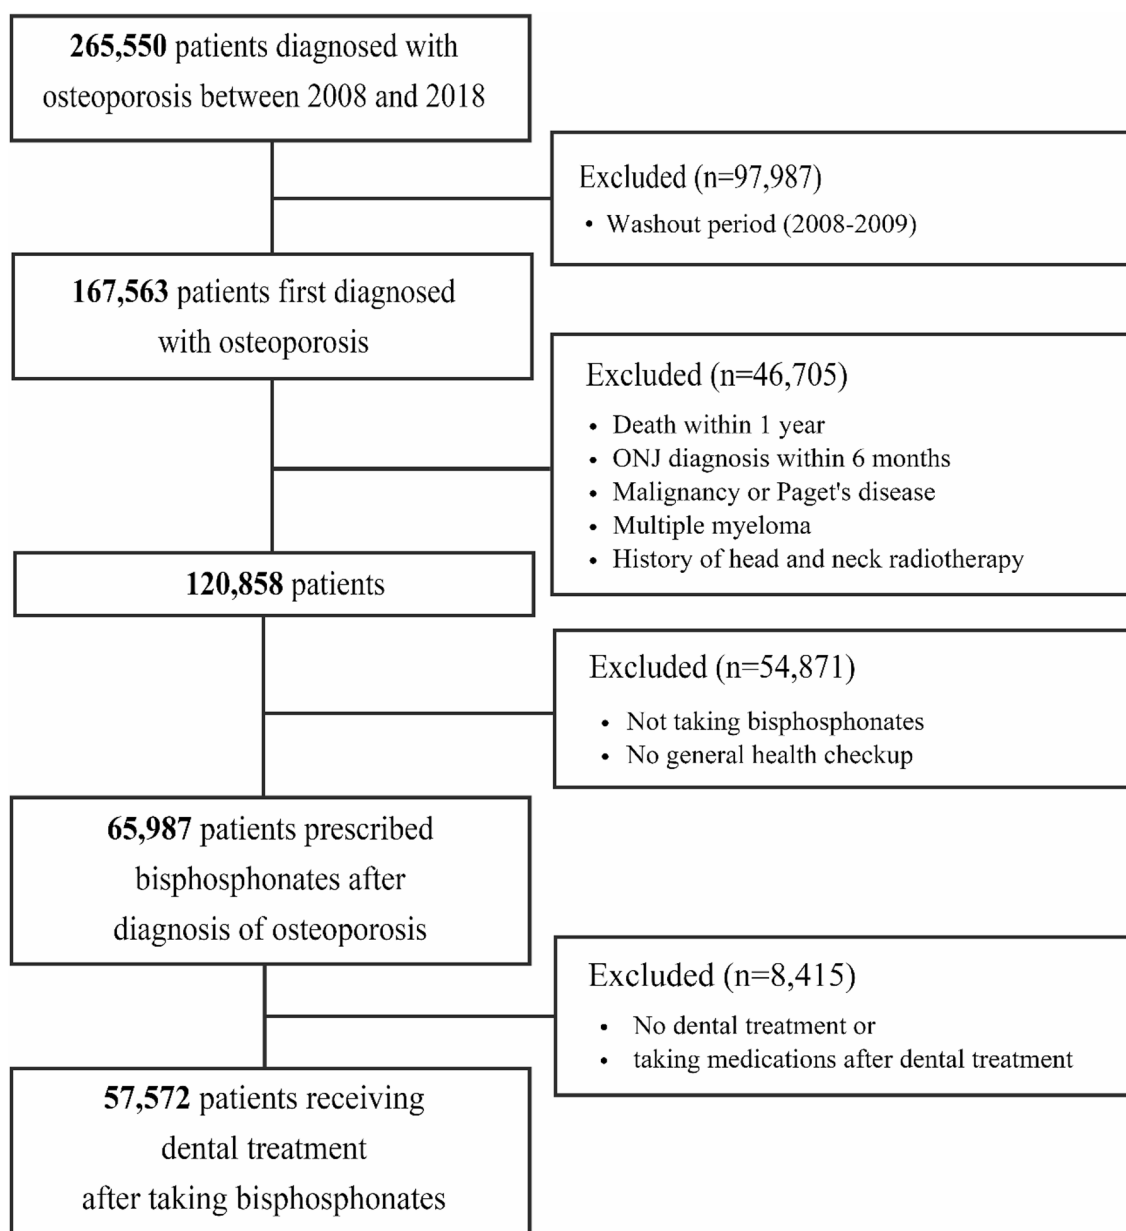 265,550 patients diagnosed with
osteoporosis between 2008 and 2018
Excluded (n=97,987)
• Washout period (2008-2009)
167,563 patients first diagnosed
with osteoporosis
Excluded (n=46,705)
• Death within 1 year
• ONJ diagnosis within 6 months
• Malignancy or Paget's disease
• Multiple myeloma
• History of head and neck radiotherapy
120,858 patients
Excluded (n=54,871)
• Not taking bisphosphonates
• No general health checkup
65,987 patients prescribed
bisphosphonates after
diagnosis of osteoporosis
Excluded (n=8,415)
• No dental treatment or
• taking medications after dental treatment
57,572 patients receiving
dental treatment
after taking bisphosphonates